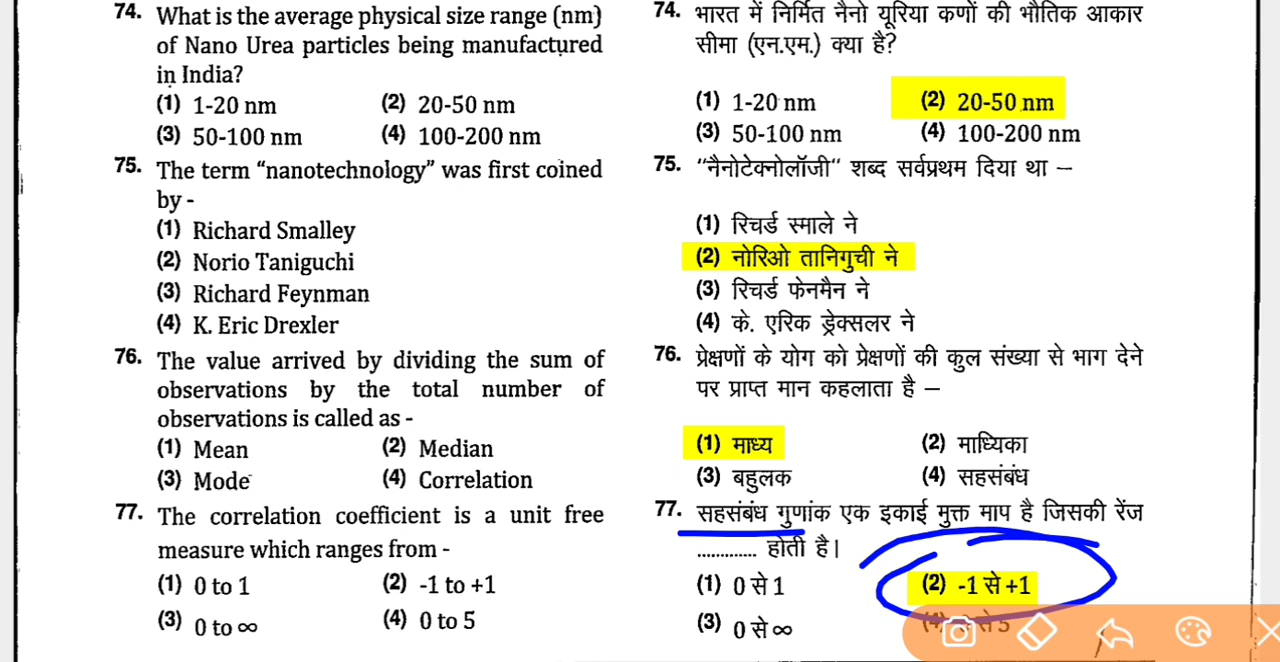 74. What is the average physical size range (nm)
of Nano Urea particles being manufactured
in India?
(1) 1-20 nm (2) 20-50 nm
(3) 50-100 nm (4) 100-200 nm
75. The term “nanotechnology” was first coined
by -
(1) Richard Smalley
(2) Norio Taniguchi
(3) Richard Feynman
(4) K. Eric Drexler
76. The value arrived by dividing the sum of
observations by the total number of
observations is called as -
(1) Mean (2) Median
(3) Mode (4) Correlation
77. The correlation coefficient is a unit free
measure which ranges from -
(1) 0 to 1 (2) -1 to +1
(3) 0 to ∞ (4) 0 to 5
74. भारत में निर्मित नैनो यूरिया कणों की भौतिक आकार
सीमा (एन.एम.) क्या है?
(1) 1-20 nm (2) 20-50 nm
(3) 50-100 nm (4) 100-200 nm
75. “नैनोटेक्नोलॉजी“ शब्द सर्वप्रथम दिया था –
(1) रिचर्ड स्माले ने
(2) नोरिओ तानिगुची ने
(3) रिचर्ड फेनमैन ने
(4) के. एरिक ड्रेक्सलर ने
76. प्रेक्षणों के योग को प्रेक्षणों की कुल संख्या से भाग देने
पर प्राप्त मान कहलाता है –
(1) माध्य (2) माध्यिका
(3) बहुलक (4) सहसंबंध
77. सहसंबंध गुणांक एक इकाई मुक्त माप है जिसकी रेंज
............. होती है।
(1) 0 से 1 (2) -1 से +1
(3) 0 से ∞ (4) से 5